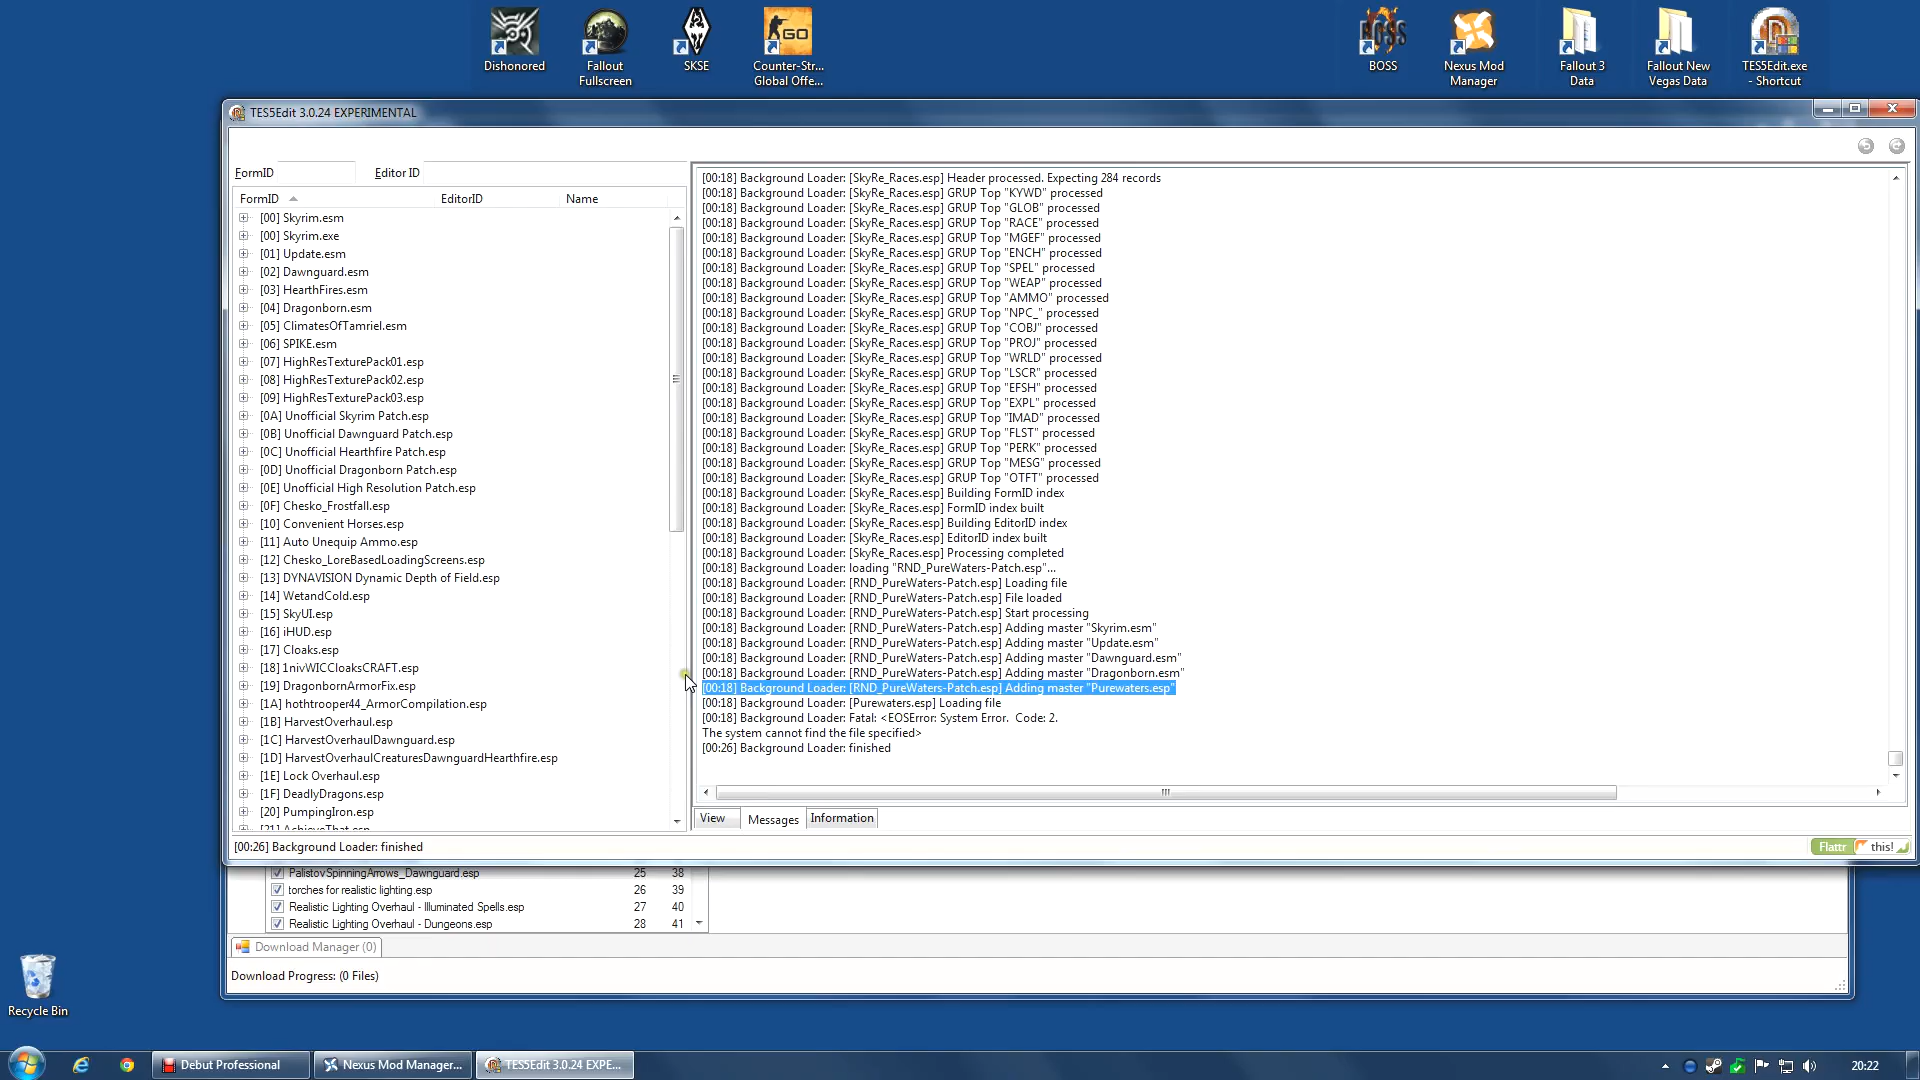 Dishonored
Fallout
Fullscreen
SKSE
GO
Counter-Str...
Global Offe...
BOSS
BOSS
Nexus Mod
Manager
Fallout 3
Data
Fallout New
Vegas Data
TES5Edit.exe
- Shortcut
TES5Edit 3.0.24 EXPERIMENTAL
FormID
Editor ID
FormID EditorID Name
[00] Skyrim.esm
[00] Skyrim.exe
[01] Update.esm
[02] Dawnguard.esm
[03] HearthFires.esm
[04] Dragonborn.esm
[05] ClimatesOfTamriel.esm
[06] SPIKE.esm
[07] HighResTexturePack01.esp
[08] HighResTexturePack02.esp
[09] HighResTexturePack03.esp
[0A] Unofficial Skyrim Patch.esp
[0B] Unofficial Dawnguard Patch.esp
[0C] Unofficial Hearthfire Patch.esp
[0D] Unofficial Dragonborn Patch.esp
[0E] Unofficial High Resolution Patch.esp
[0F] Chesko_Frostfall.esp
[10] Convenient Horses.esp
[11] Auto Unequip Ammo.esp
[12] Chesko_LoreBasedLoadingScreens.esp
[13] DYNAVISION Dynamic Depth of Field.esp
[14] WetandCold.esp
[15] SkyUI.esp
[16] iHUD.esp
[17] Cloaks.esp
[18] 1nivWICCloaksCRAFT.esp
[19] DragonbornArmorFix.esp
[1A] hothtrooper44_ArmorCompilation.esp
[1B] HarvestOverhaul.esp
[1C] HarvestOverhaulDawnguard.esp
[1D] HarvestOverhaulCreaturesDawnguardHearthfire.esp
[1E] Lock Overhaul.esp
[1F] DeadlyDragons.esp
[20] PumpingIron.esp
[21] AchieveThat.esp
[00:18] Background Loader: [SkyRe_Races.esp] Header processed. Expecting 284 records
[00:18] Background Loader: [SkyRe_Races.esp] GRUP Top "KYWD" processed
[00:18] Background Loader: [SkyRe_Races.esp] GRUP Top "GLOB" processed
[00:18] Background Loader: [SkyRe_Races.esp] GRUP Top "RACE" processed
[00:18] Background Loader: [SkyRe_Races.esp] GRUP Top "MGEF" processed
[00:18] Background Loader: [SkyRe_Races.esp] GRUP Top "ENCH" processed
[00:18] Background Loader: [SkyRe_Races.esp] GRUP Top "SPEL" processed
[00:18] Background Loader: [SkyRe_Races.esp] GRUP Top "WEAP" processed
[00:18] Background Loader: [SkyRe_Races.esp] GRUP Top "AMMO" processed
[00:18] Background Loader: [SkyRe_Races.esp] GRUP Top "NPC_" processed
[00:18] Background Loader: [SkyRe_Races.esp] GRUP Top "COBJ" processed
[00:18] Background Loader: [SkyRe_Races.esp] GRUP Top "PROJ" processed
[00:18] Background Loader: [SkyRe_Races.esp] GRUP Top "WRLD" processed
[00:18] Background Loader: [SkyRe_Races.esp] GRUP Top "LSCR" processed
[00:18] Background Loader: [SkyRe_Races.esp] GRUP Top "EFSH" processed
[00:18] Background Loader: [SkyRe_Races.esp] GRUP Top "EXPL" processed
[00:18] Background Loader: [SkyRe_Races.esp] GRUP Top "IMAD" processed
[00:18] Background Loader: [SkyRe_Races.esp] GRUP Top "FLST" processed
[00:18] Background Loader: [SkyRe_Races.esp] GRUP Top "PERK" processed
[00:18] Background Loader: [SkyRe_Races.esp] GRUP Top "MESG" processed
[00:18] Background Loader: [SkyRe_Races.esp] GRUP Top "OTFT" processed
[00:18] Background Loader: [SkyRe_Races.esp] Building FormID index
[00:18] Background Loader: [SkyRe_Races.esp] FormID index built
[00:18] Background Loader: [SkyRe_Races.esp] Building EditorID index
[00:18] Background Loader: [SkyRe_Races.esp] EditorID index built
[00:18] Background Loader: [SkyRe_Races.esp] Processing completed
[00:18] Background Loader: loading "RND_PureWaters-Patch.esp"...
[00:18] Background Loader: [RND_PureWaters-Patch.esp] Loading file
[00:18] Background Loader: [RND_PureWaters-Patch.esp] File loaded
[00:18] Background Loader: [RND_PureWaters-Patch.esp] Start processing
[00:18] Background Loader: [RND_PureWaters-Patch.esp] Adding master "Skyrim.esm"
[00:18] Background Loader: [RND_PureWaters-Patch.esp] Adding master "Update.esm"
[00:18] Background Loader: [RND_PureWaters-Patch.esp] Adding master "Dawnguard.esm"
[00:18] Background Loader: [RND_PureWaters-Patch.esp] Adding master "Dragonborn.esm"
[00:18] Background Loader: [RND_PureWaters-Patch.esp] Adding master "Purewaters.esp"
[00:18] Background Loader: [Purewaters.esp] Loading file
[00:18] Background Loader: Fatal: <EOSError: System Error.  Code: 2.
The system cannot find the file specified>
[00:26] Background Loader: finished
View Messages Information
[00:26] Background Loader: finished
Flattr this!
PalistovSpinningArrows_Dawnguard.esp 25 38
torches for realistic lighting.esp 26 39
Realistic Lighting Overhaul - Illuminated Spells.esp 27 40
Realistic Lighting Overhaul - Dungeons.esp 28 41
Download Manager (0)
Download Progress: (0 Files)
Recycle Bin
Debut Professional
Nexus Mod Manager...
TES5Edit 3.0.24 EXPE...
20:22